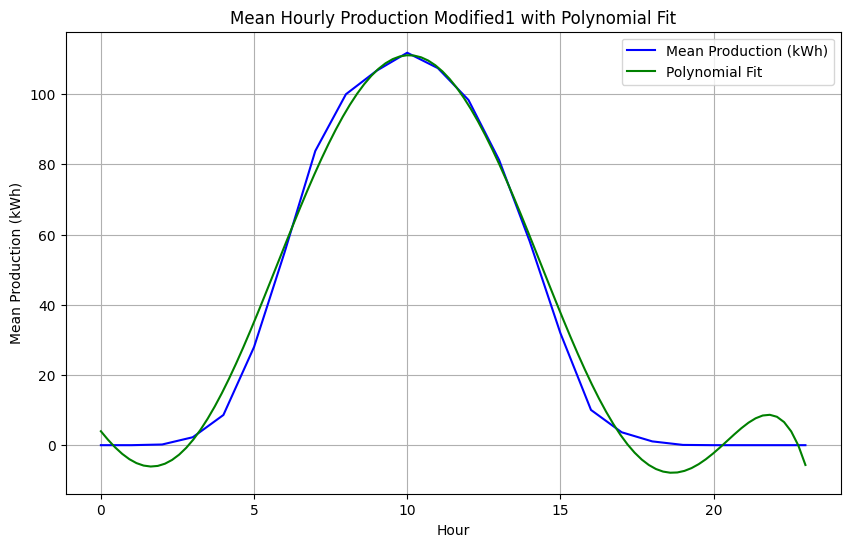 Mean Hourly Production Modified1 with Polynomial Fit
Mean Production (kWh)
Polynomial Fit
Mean Production (kWh)
100
80
60
40
20
0
0 5 10 15 20
Hour